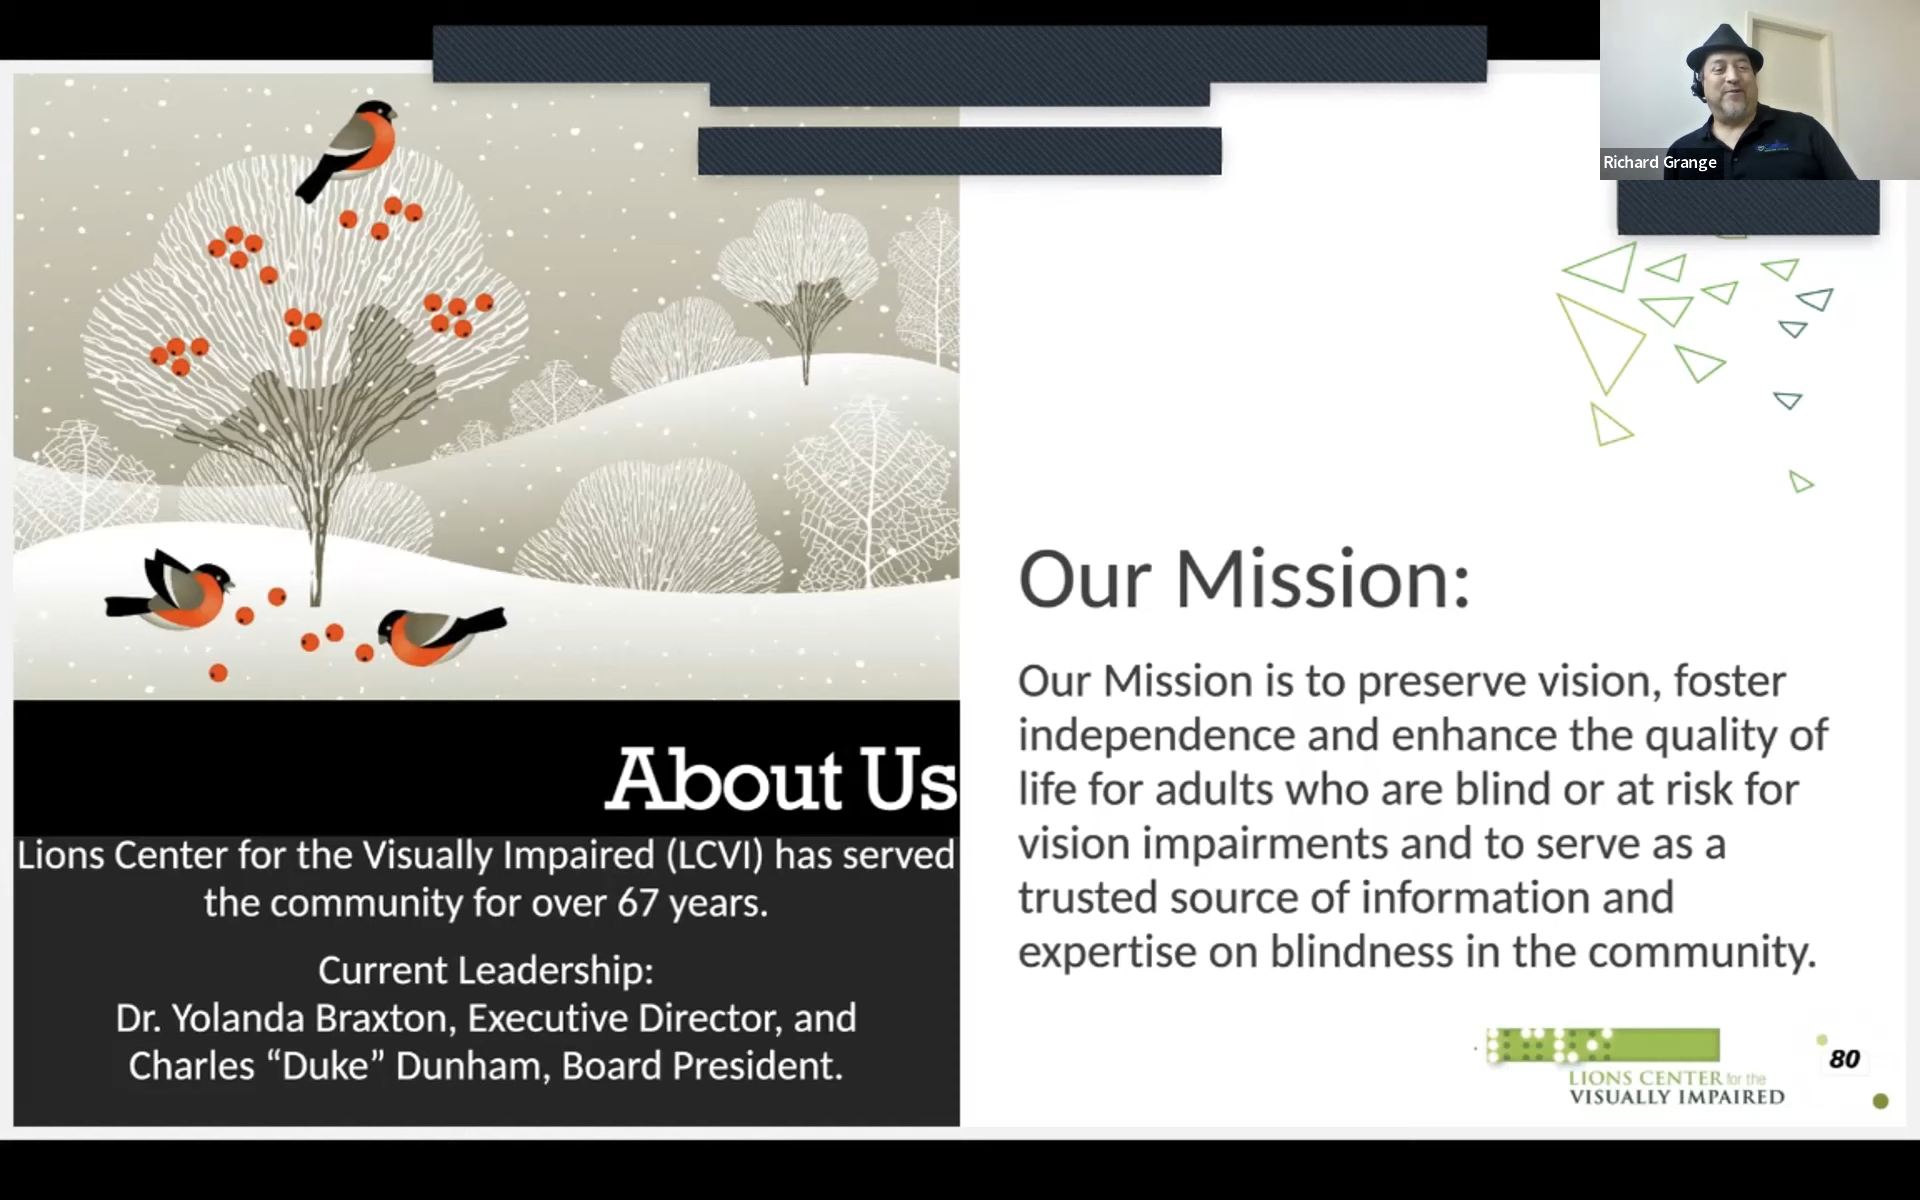 Richard Grange
About Us
Lions Center for the Visually Impaired (LCVI) has served
the community for over 67 years.
Current Leadership:
Dr. Yolanda Braxton, Executive Director, and
Charles “Duke” Dunham, Board President.
Our Mission:
Our Mission is to preserve vision, foster
independence and enhance the quality of
life for adults who are blind or at risk for
vision impairments and to serve as a
trusted source of information and
expertise on blindness in the community.
LIONS CENTER for the
VISUALLY IMPAIRED
80